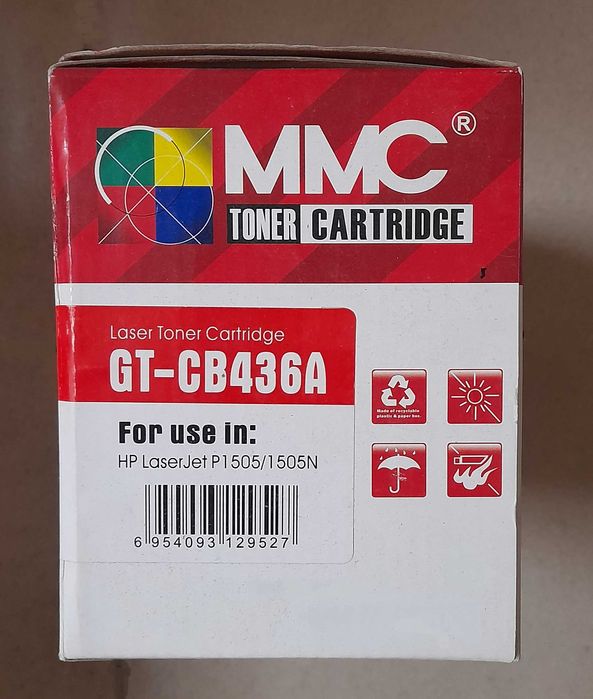 MMC®
TONER CARTRIDGE
Laser Toner Cartridge
GT-CB436A
For use in:
HP LaserJet P1505/1505N
6 954093 129527
Made of recyclable
plastic & paper box